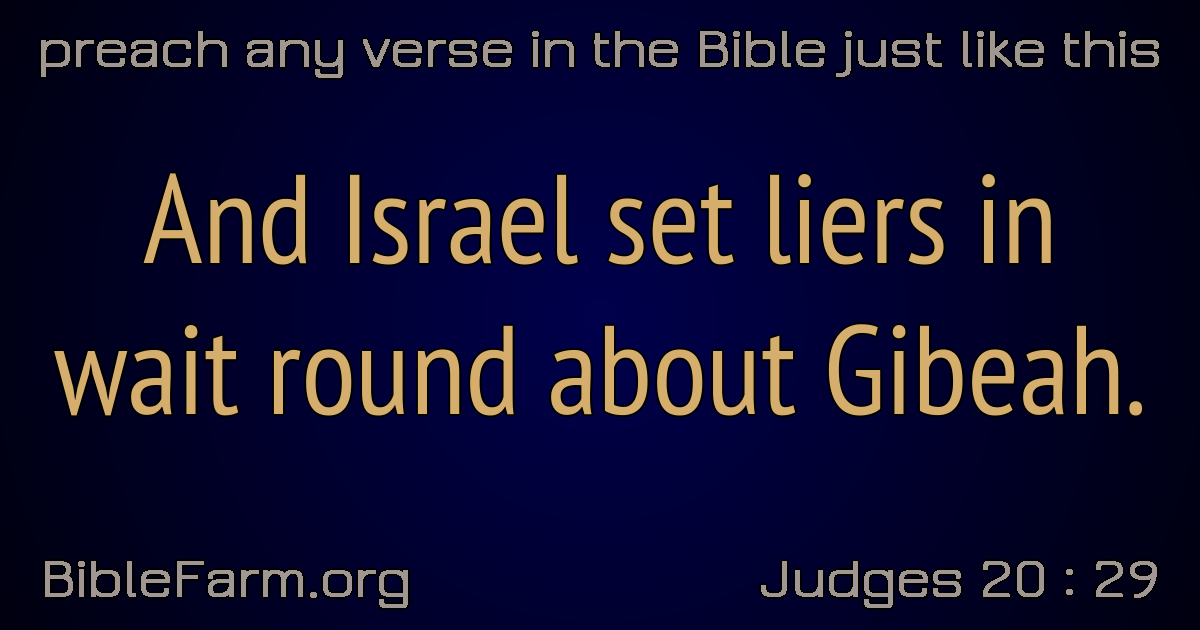 preach any verse in the Bible just like this
And Israel set liers in
wait round about Gibeah.
BibleFarm.org
Judges 20 : 29